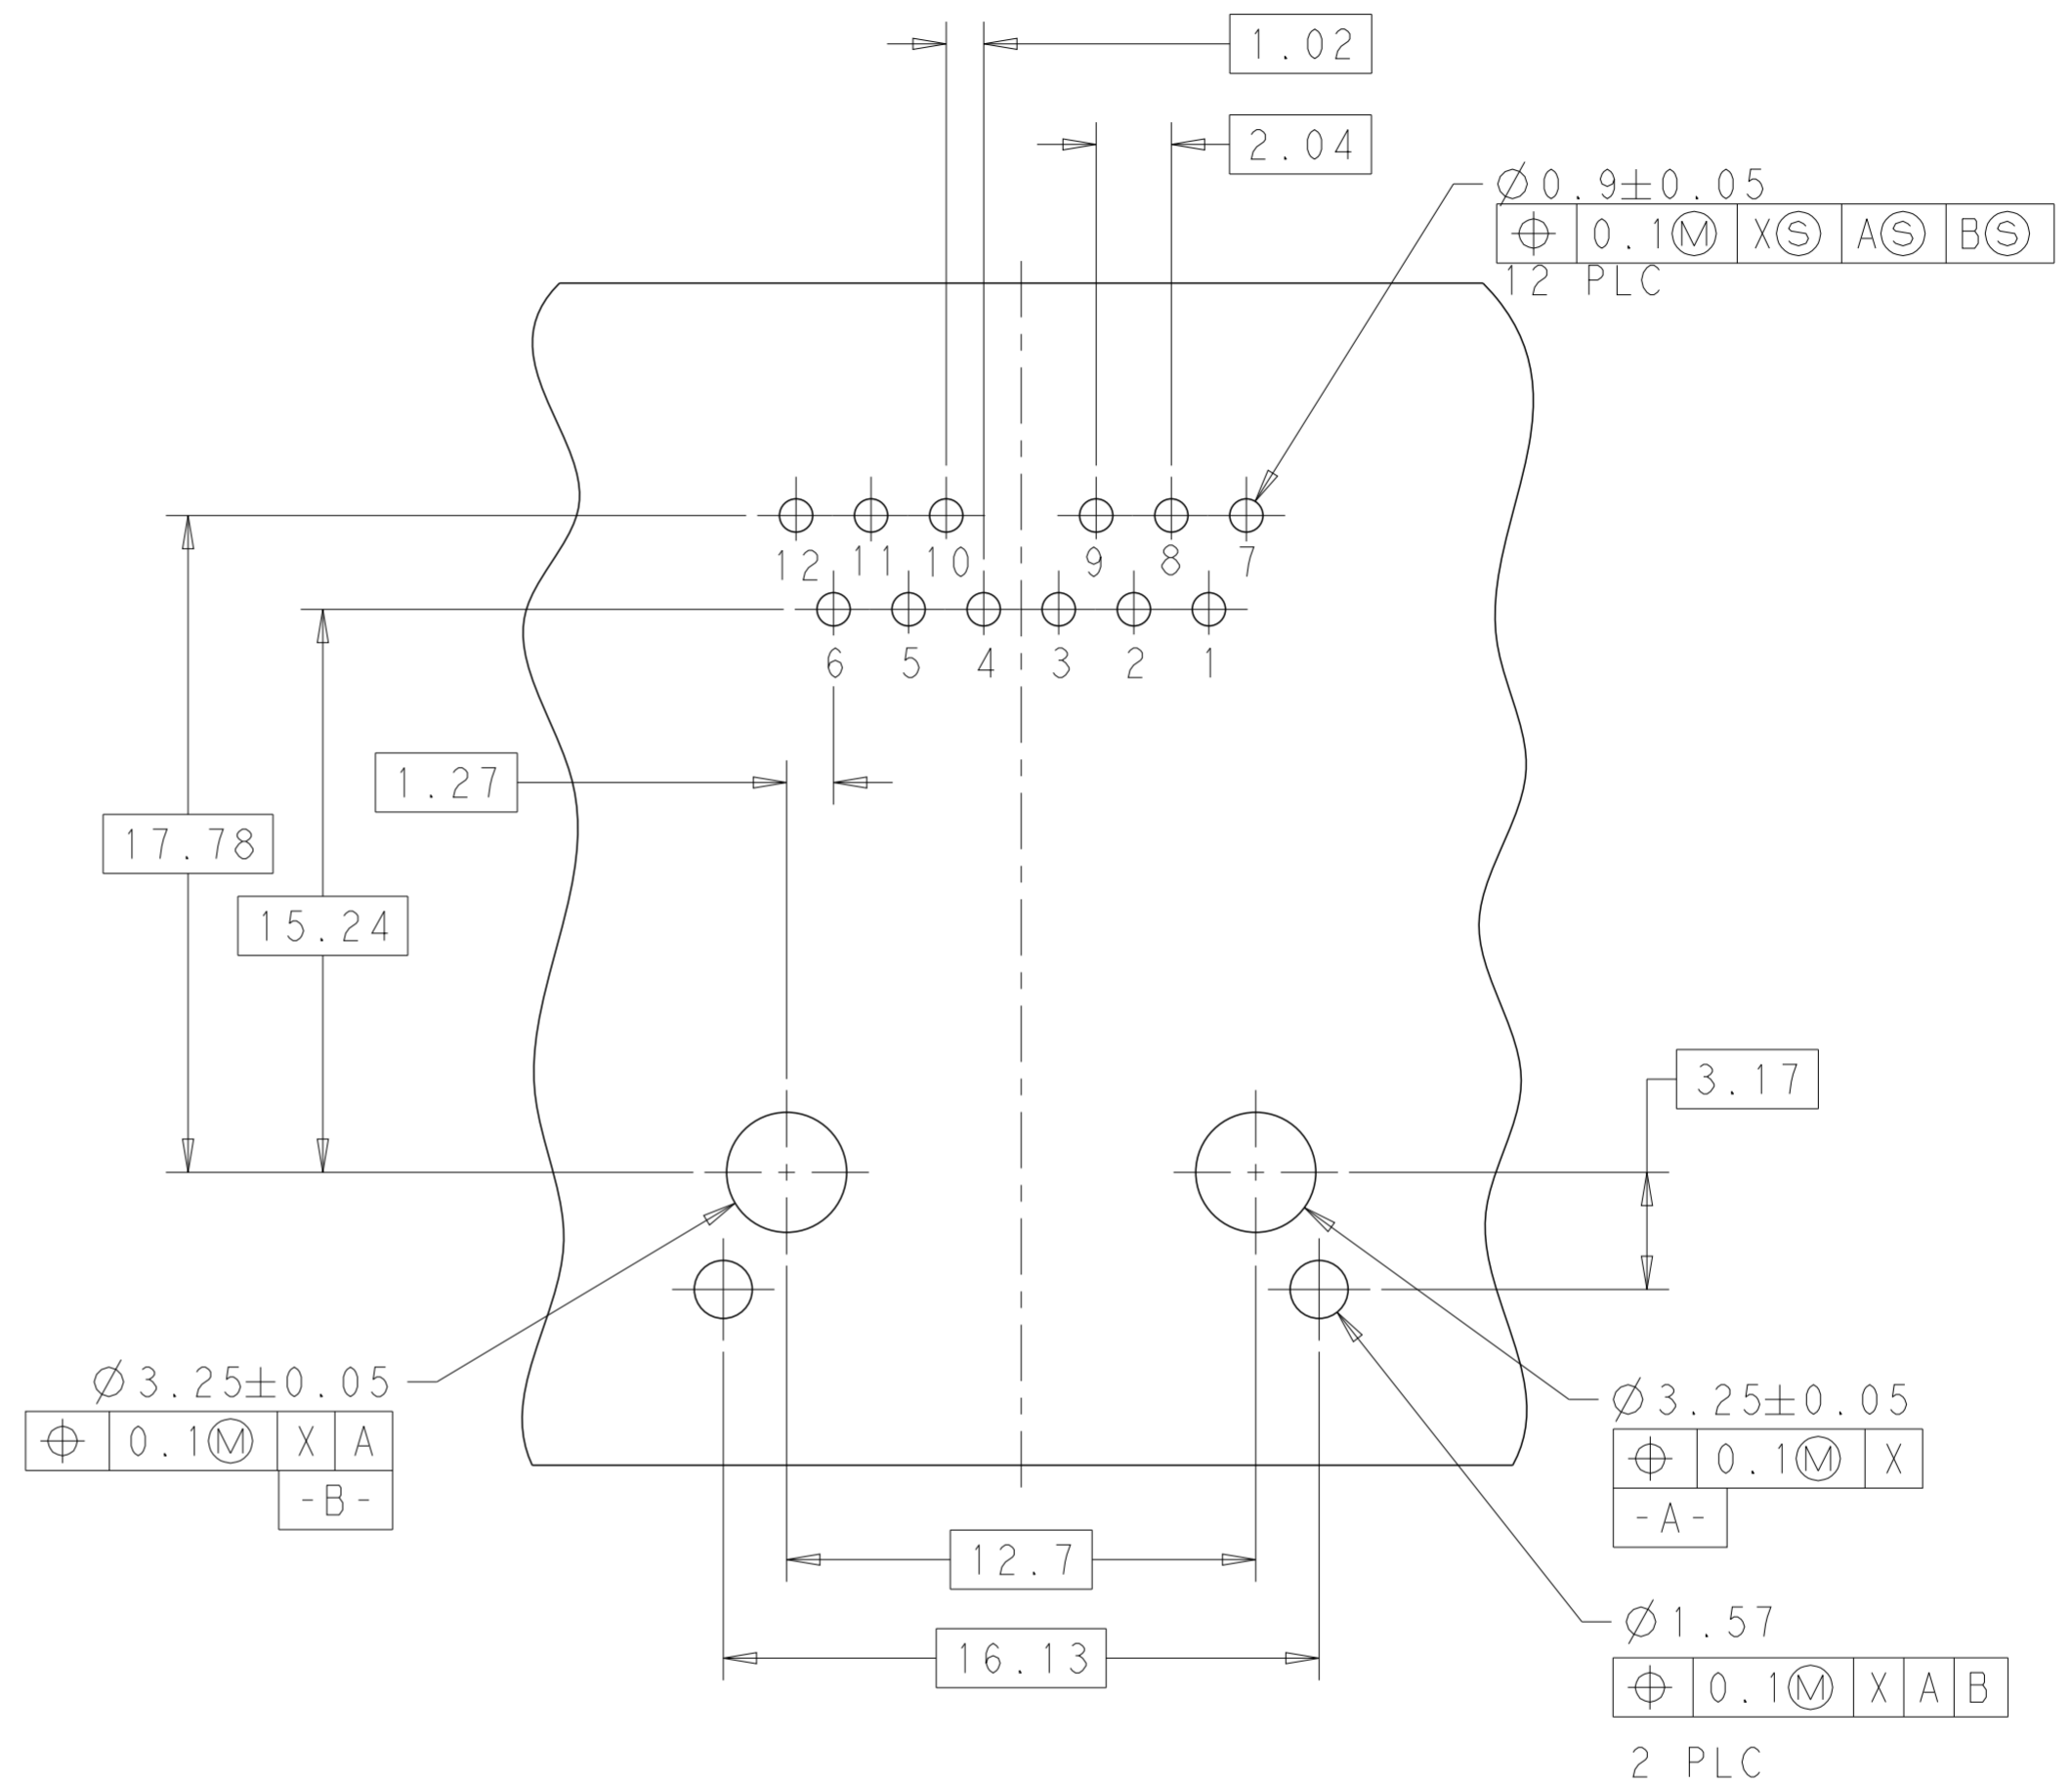 1.02
2.04
Ø0.9±0.05
⌖ 0.1Ⓜ XⓈ AⓈ BⓈ
12 PLC
12 11 10 9 8 7
6 5 4 3 2 1
1.27
17.78
15.24
3.17
Ø3.25±0.05
⌖ 0.1Ⓜ X A
-B-
Ø3.25±0.05
⌖ 0.1Ⓜ X
-A-
12.7
16.13
Ø1.57
⌖ 0.1Ⓜ X A B
2 PLC